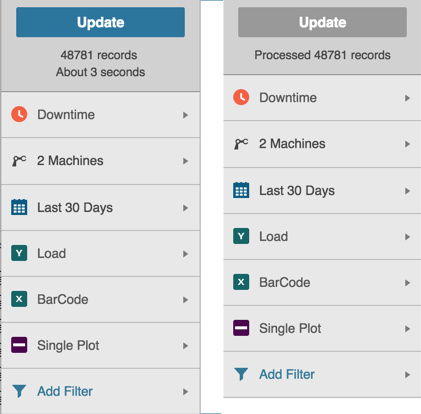 Update
48781 records
About 3 seconds
Downtime
2 Machines
Last 30 Days
Y Load
X BarCode
Single Plot
Add Filter
Update
Processed 48781 records
Downtime
2 Machines
Last 30 Days
Y Load
X BarCode
Single Plot
Add Filter